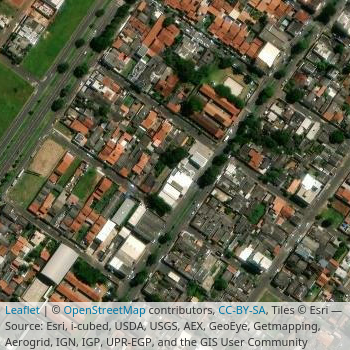 Leaflet | © OpenStreetMap contributors, CC-BY-SA, Tiles © Esri —
Source: Esri, i-cubed, USDA, USGS, AEX, GeoEye, Getmapping,
Aerogrid, IGN, IGP, UPR-EGP, and the GIS User Community